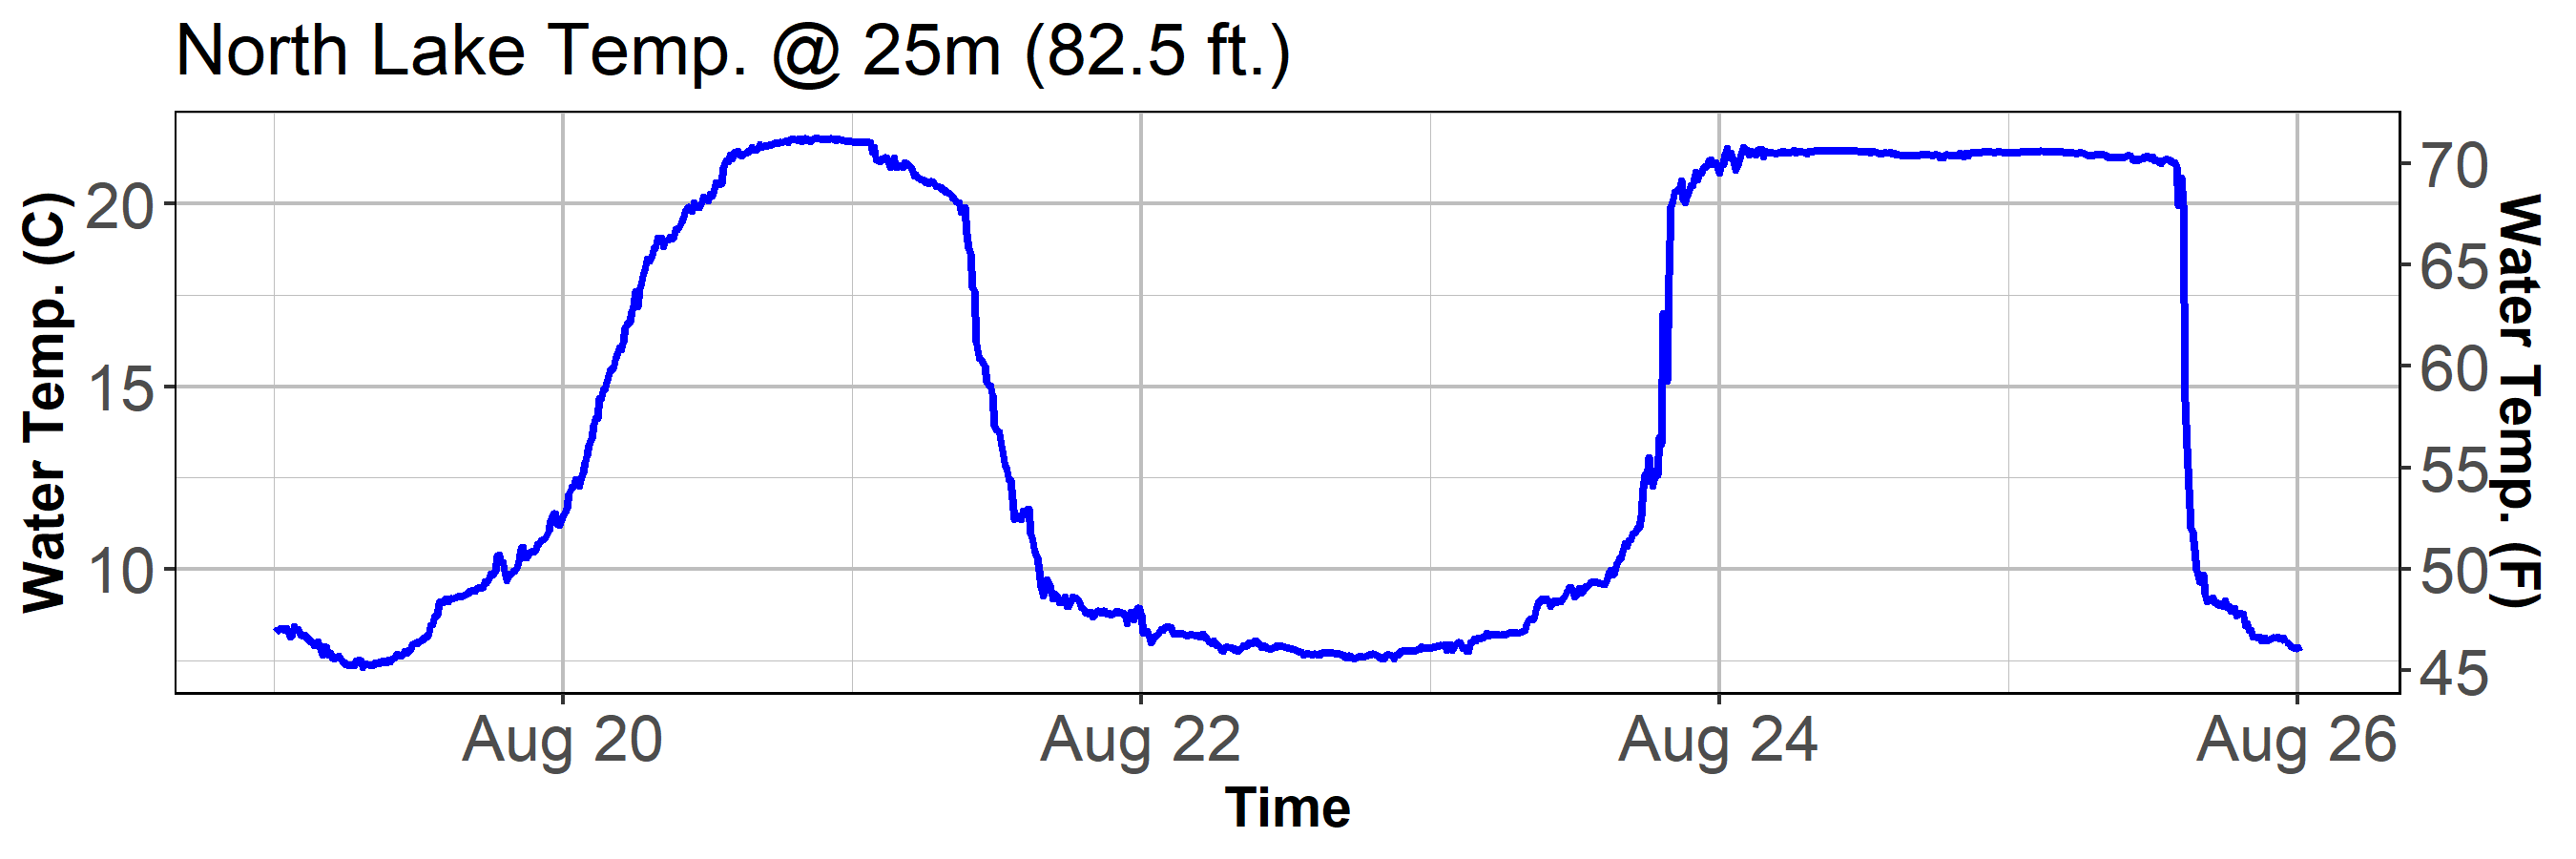 North Lake Temp. @ 25m (82.5 ft.)
Water Temp. (C)
20
15
10
70
65
60
55
50
45
Water Temp. (F)
Aug 20
Aug 22
Aug 24
Aug 26
Time